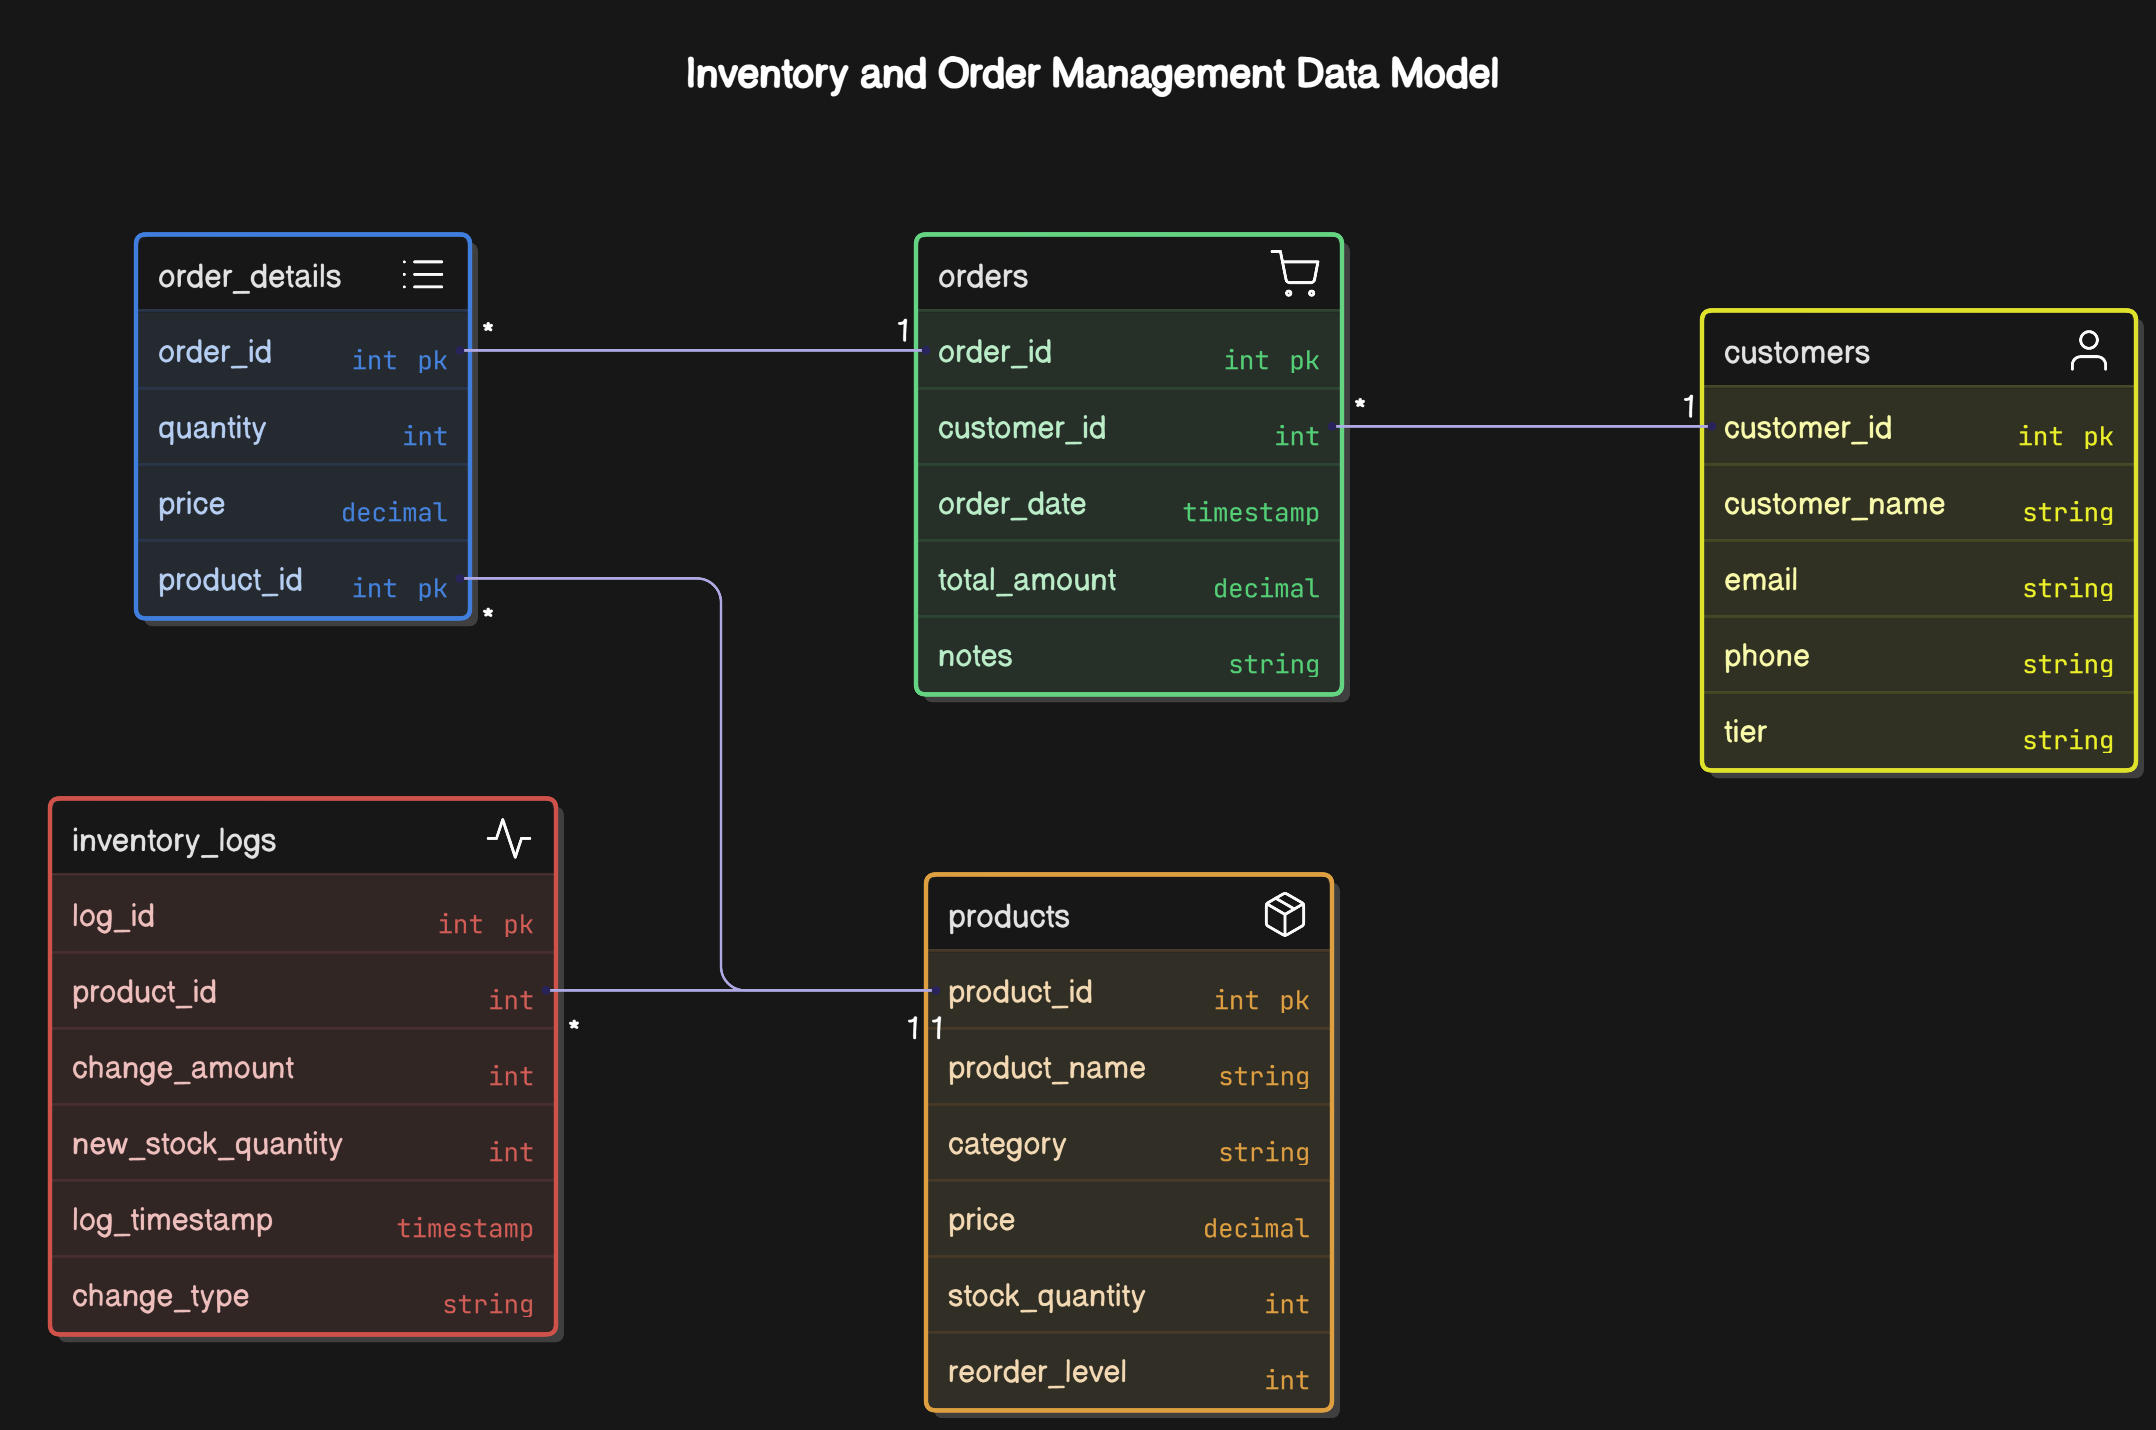 Inventory and Order Management Data Model
order_details
order_id int pk
quantity int
price decimal
product_id int pk
*
1
*
orders
order_id int pk
customer_id int
order_date timestamp
total_amount decimal
notes string
*
1
customers
customer_id int pk
customer_name string
email string
phone string
tier string
inventory_logs
log_id int pk
product_id int
change_amount int
new_stock_quantity int
log_timestamp timestamp
change_type string
*
1 1
products
product_id int pk
product_name string
category string
price decimal
stock_quantity int
reorder_level int